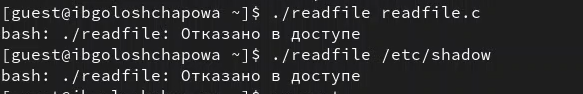 [guest@ibgoloshchapowa ~]$ ./readfile readfile.c
bash: ./readfile: Отказано в доступе
[guest@ibgoloshchapowa ~]$ ./readfile /etc/shadow
bash: ./readfile: Отказано в доступе